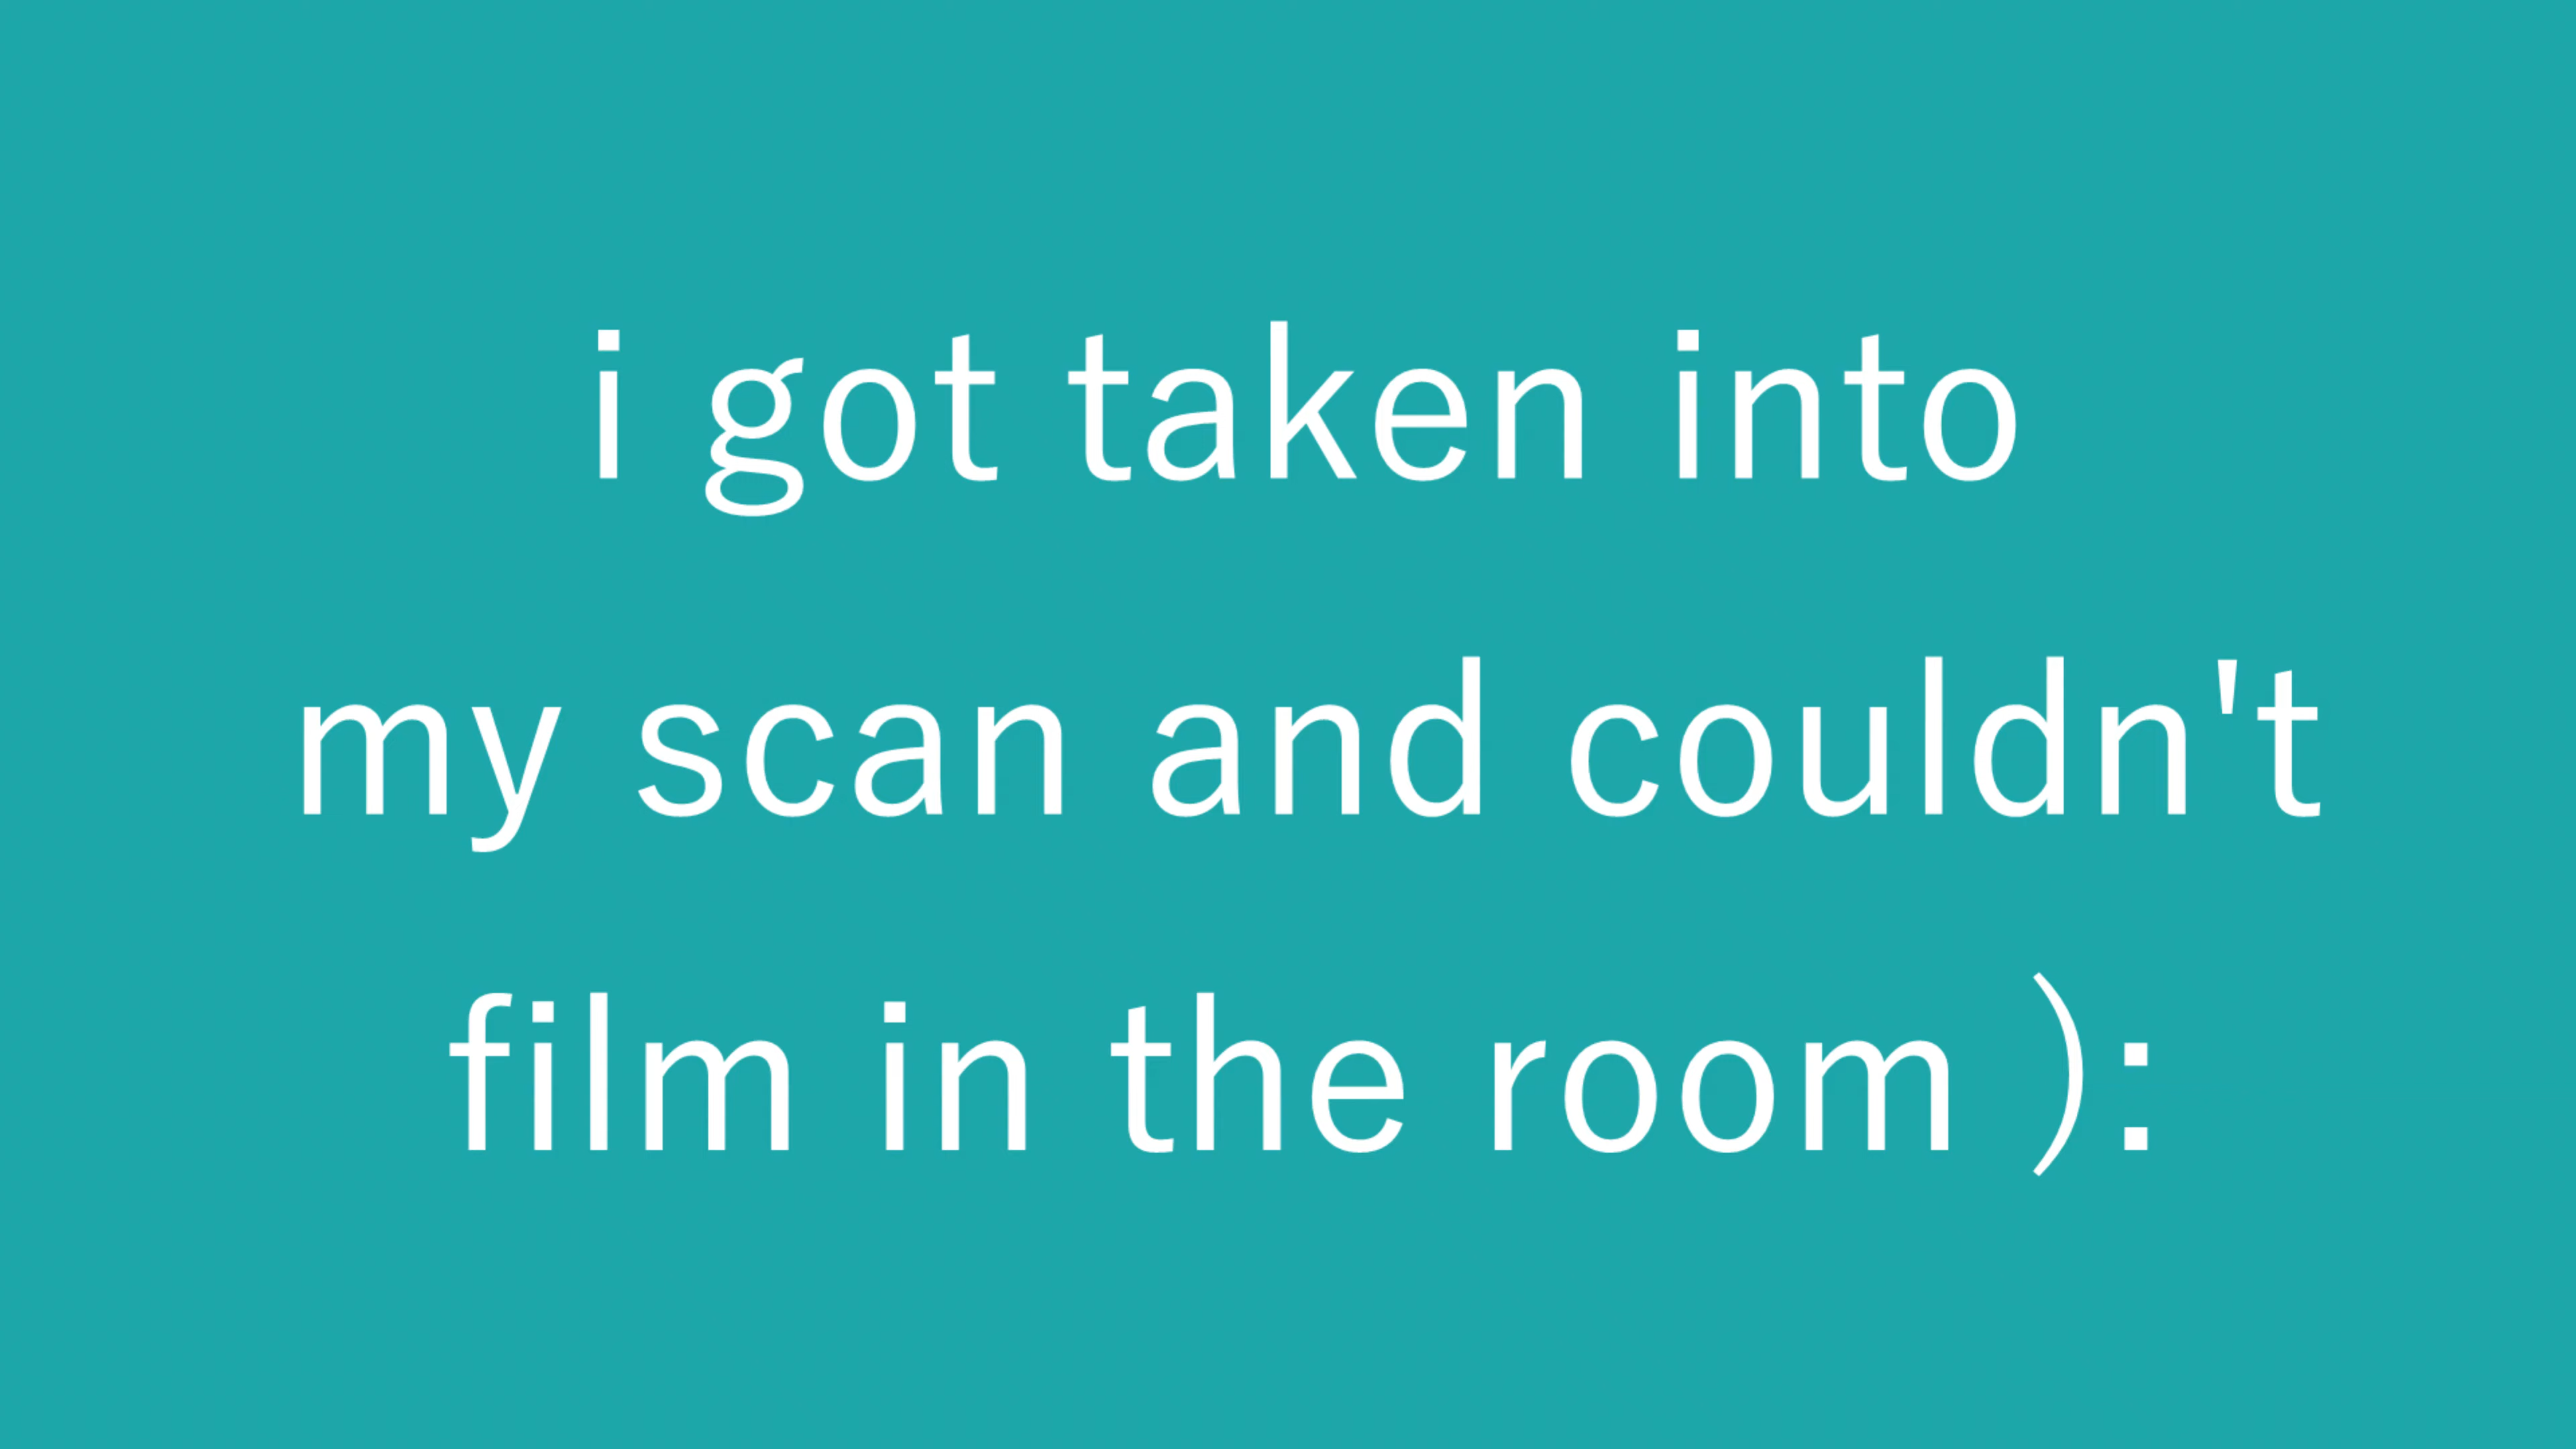 i got taken into
my scan and couldn't
film in the room ):